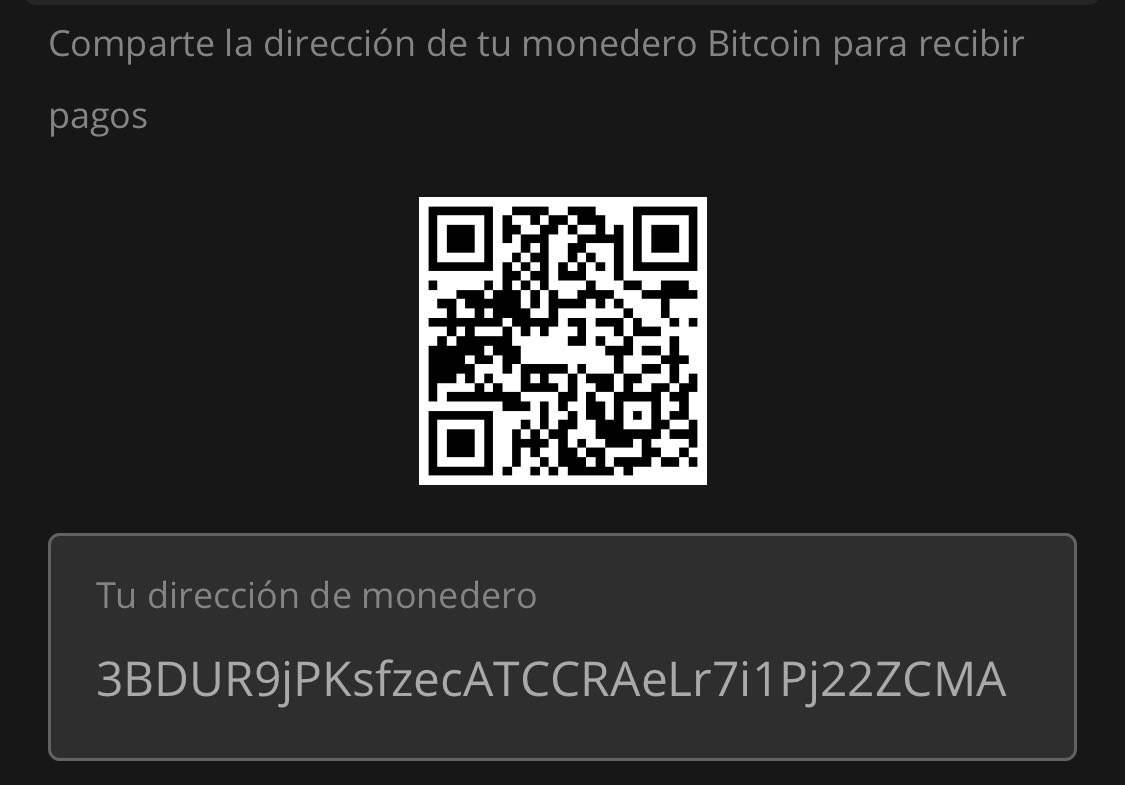 Comparte la dirección de tu monedero Bitcoin para recibir
pagos
Tu dirección de monedero
3BDUR9jPKsfzecATCCRAeLr7i1Pj22ZCMA